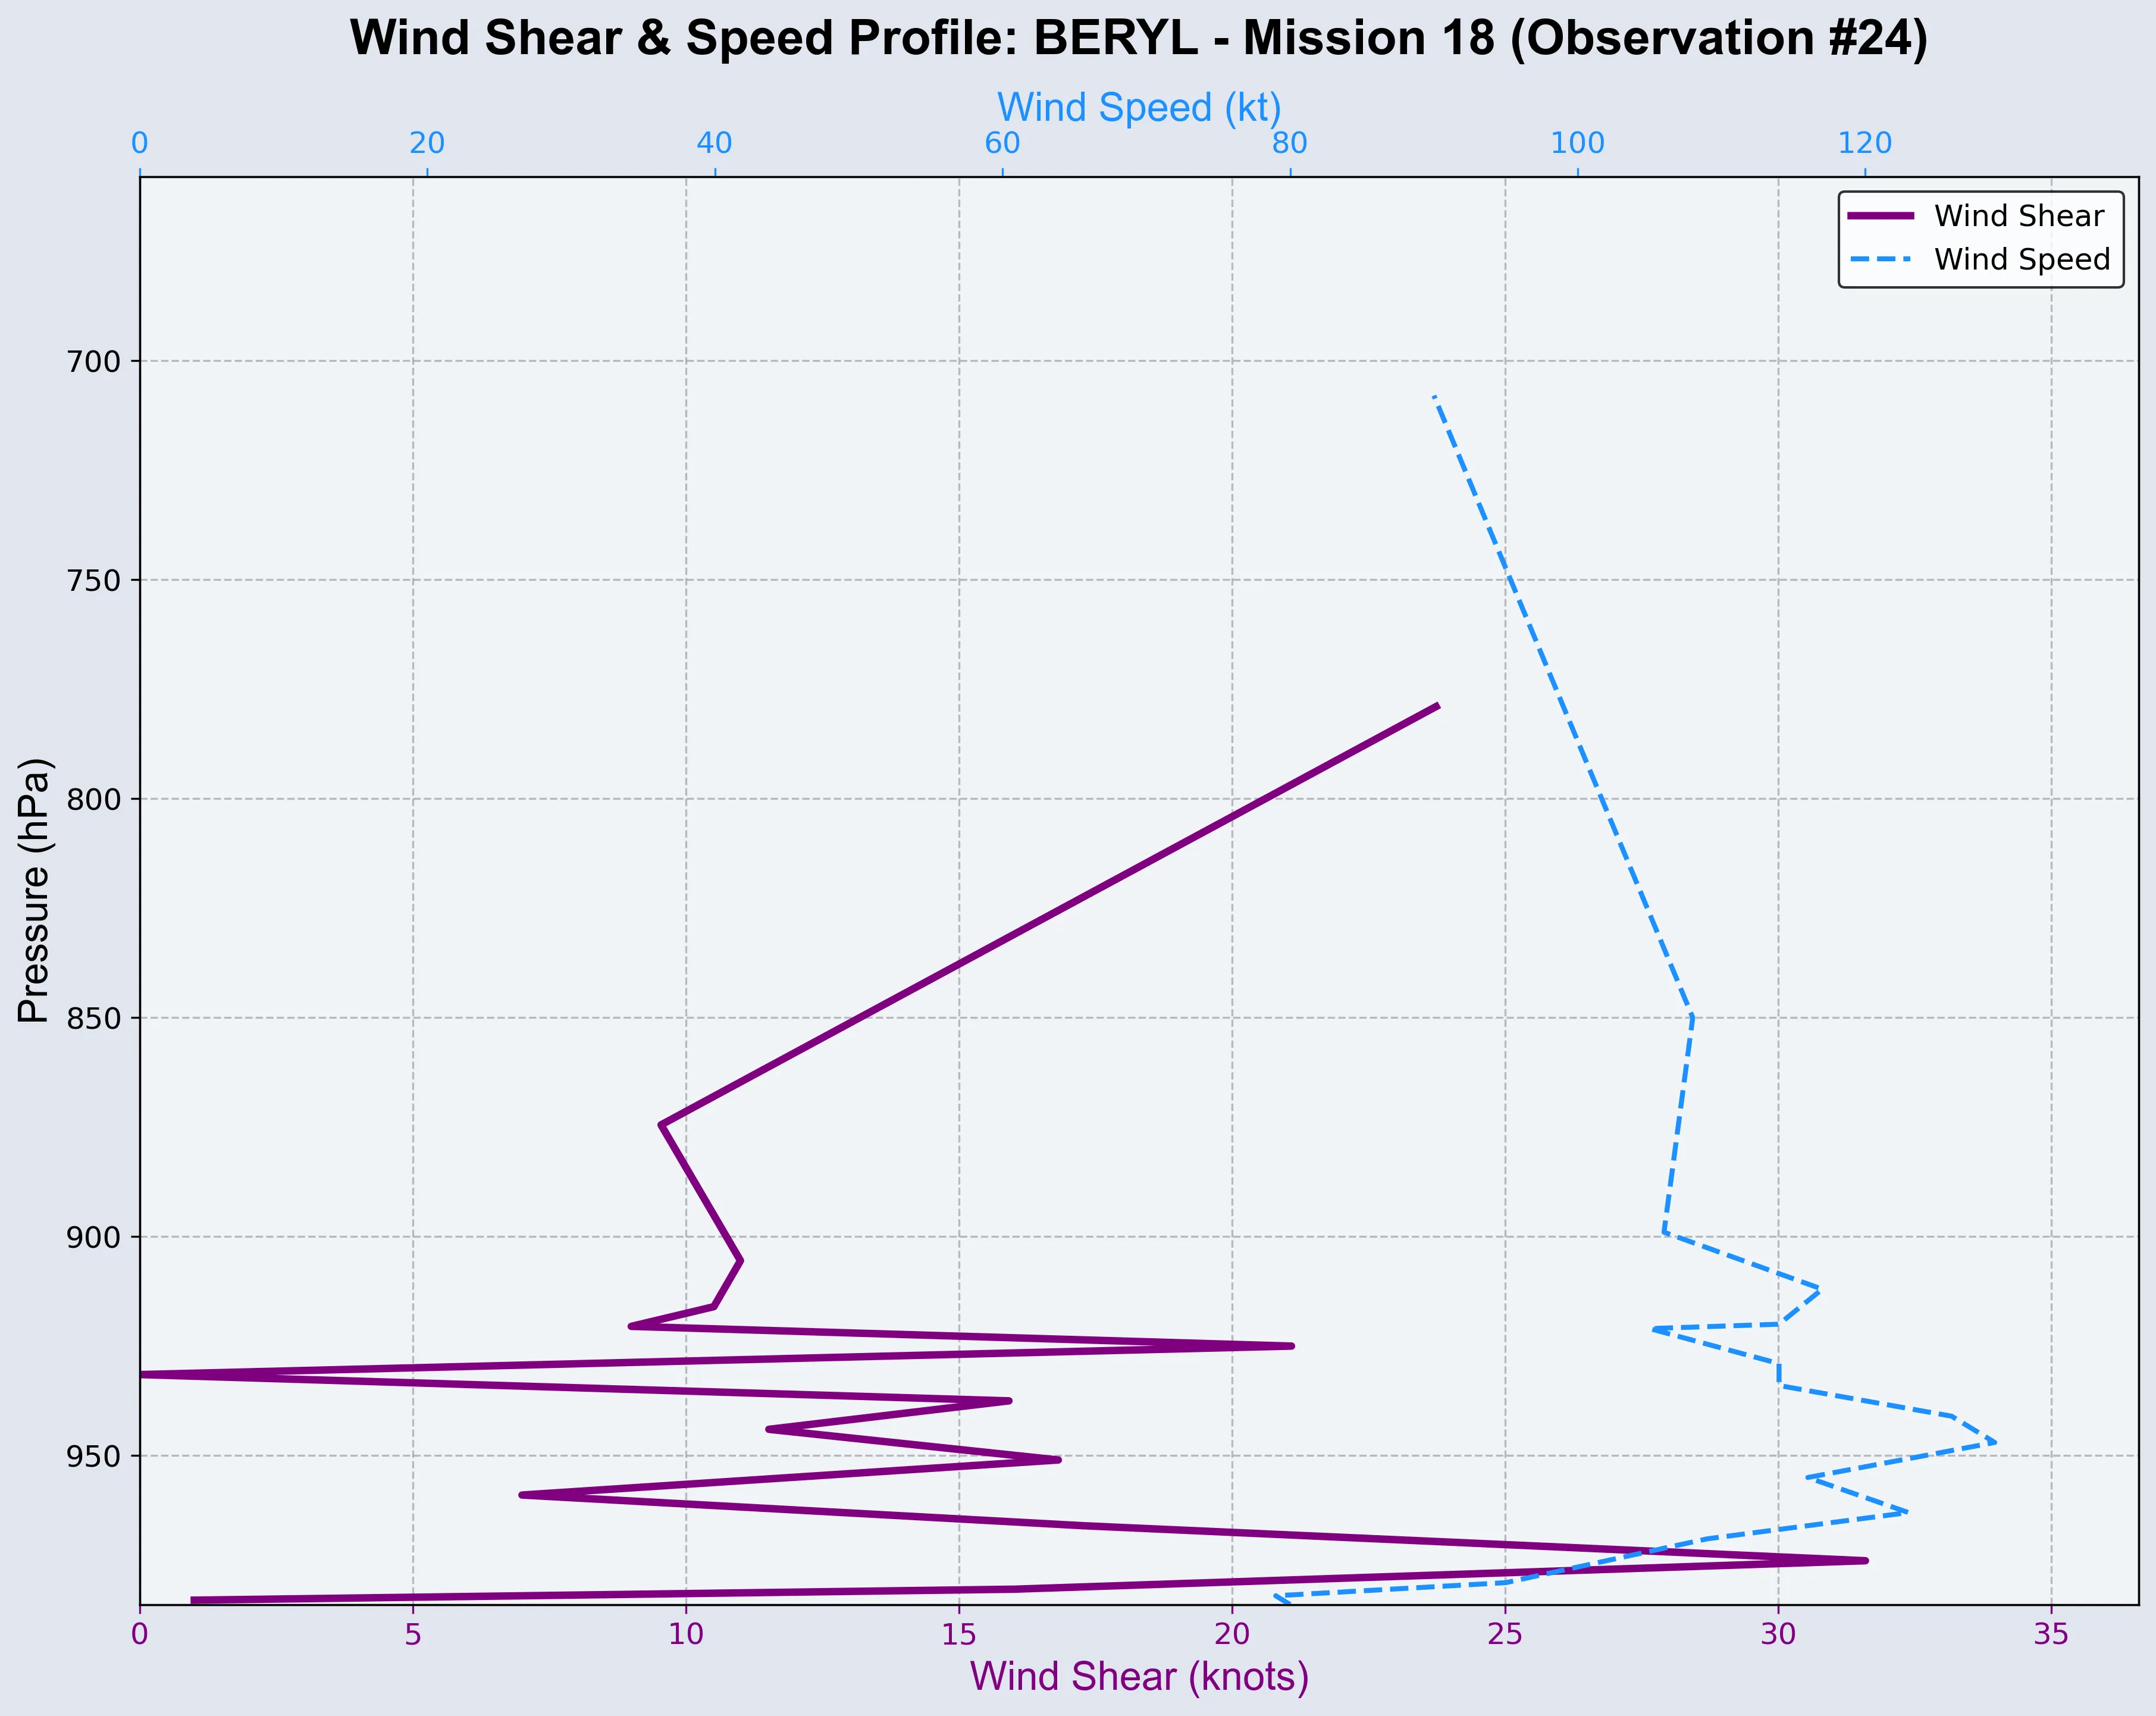 Wind Shear & Speed Profile: BERYL - Mission 18 (Observation #24)
Wind Speed (kt)
0 20 40 60 80 100 120
Wind Shear
Wind Speed
700
750
800
850
900
950
Pressure (hPa)
0 5 10 15 20 25 30 35
Wind Shear (knots)